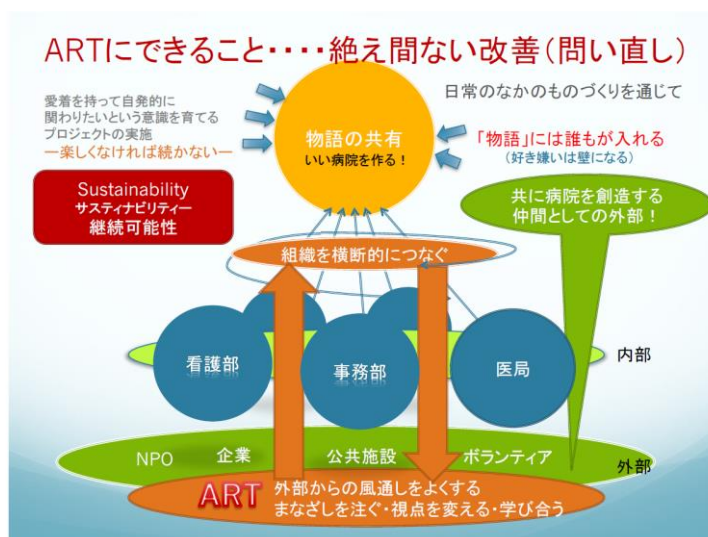 ARTにできること・・・・絶え間ない改善(問い直し)
愛着を持って自発的に
関わりたいという意識を育てる
プロジェクトの実施
ー楽しくなければ続かないー
日常のなかのものづくりを通じて
物語の共有
いい病院を作る!
「物語」には誰もが入れる
(好き嫌いは壁になる)
Sustainability
サスティナビリティー
継続可能性
共に病院を創造する
仲間としての外部!
組織を横断的につなぐ
看護部
事務部
医局
内部
NPO
企業
公共施設
ボランティア
外部
ART
外部からの風通しをよくする
まなざしを注ぐ・視点を変える・学び合う